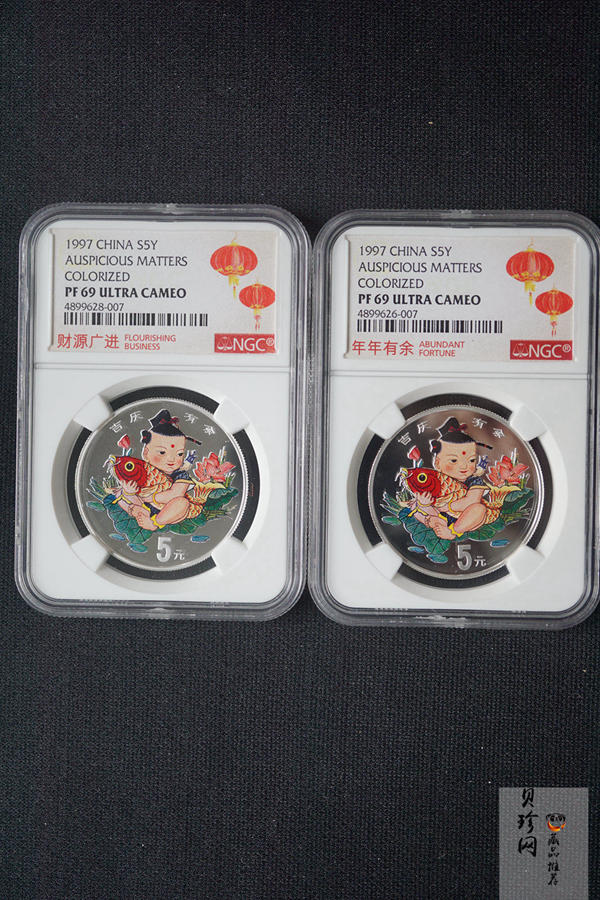 1997 CHINA S5Y
AUSPICIOUS MATTERS
COLORIZED
PF 69 ULTRA CAMEO
4899628-007
财源广进 FLOURISHING
BUSINESS
NGC®
吉庆有余
5元
1997 CHINA S5Y
AUSPICIOUS MATTERS
COLORIZED
PF 69 ULTRA CAMEO
4899626-007
年年有余 ABUNDANT
FORTUNE
NGC®
吉庆有余
5元
贝珍网
藏品推荐